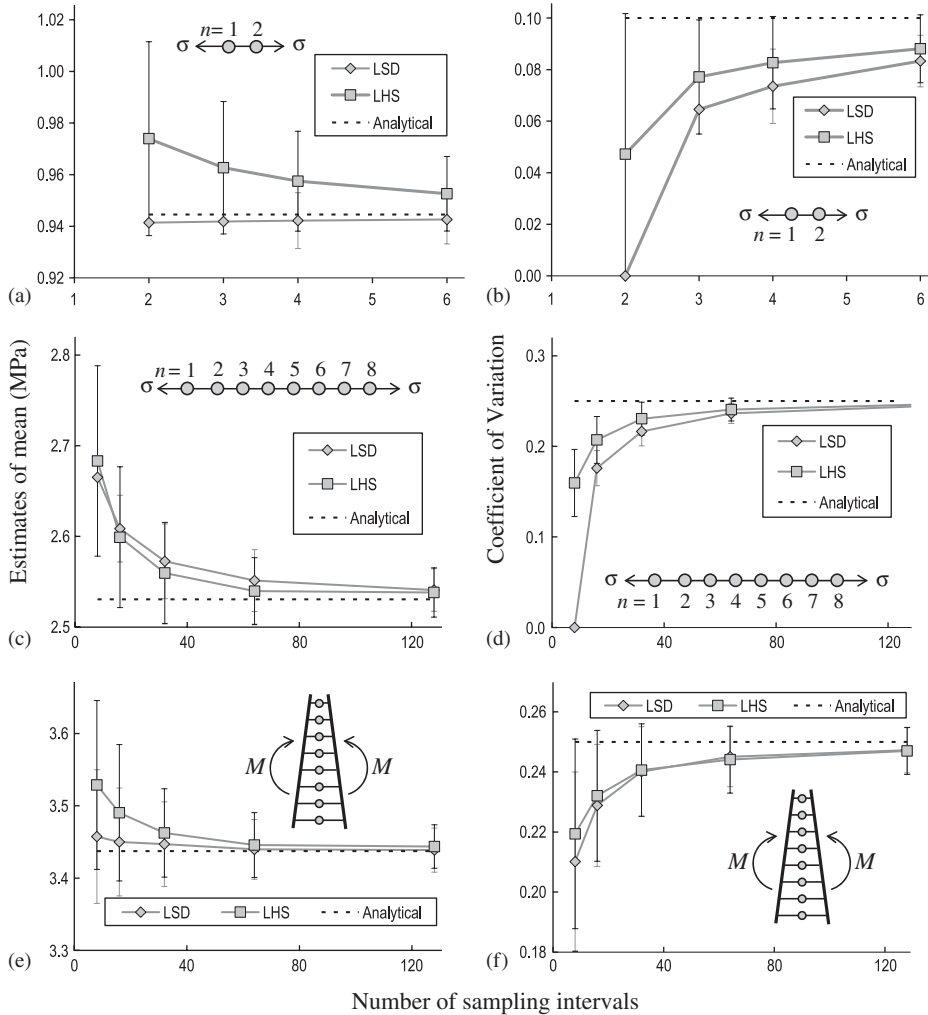 1.02
1.00
0.98
0.96
0.94
0.92
n= 1 2
σ σ
LSD
LHS
Analytical
(a)
1 2 3 4 5 6
0.10
0.08
0.06
0.04
0.02
0.00
LSD
LHS
Analytical
σ σ
n = 1 2
(b)
1 2 3 4 5 6
Estimates of mean (MPa)
2.8
2.7
2.6
2.5
n= 1 2 3 4 5 6 7 8
σ σ
LSD
LHS
Analytical
(c)
0 40 80 120
Coefficient of Variation
0.3
0.2
0.1
0.0
LSD
LHS
Analytical
σ σ
n = 1 2 3 4 5 6 7 8
(d)
0 40 80 120
3.6
3.5
3.4
3.3
M M
LSD LHS Analytical
(e)
0 40 80 120
LSD LHS Analytical
0.26
0.24
0.22
0.20
0.18
M M
(f)
0 40 80 120
Number of sampling intervals